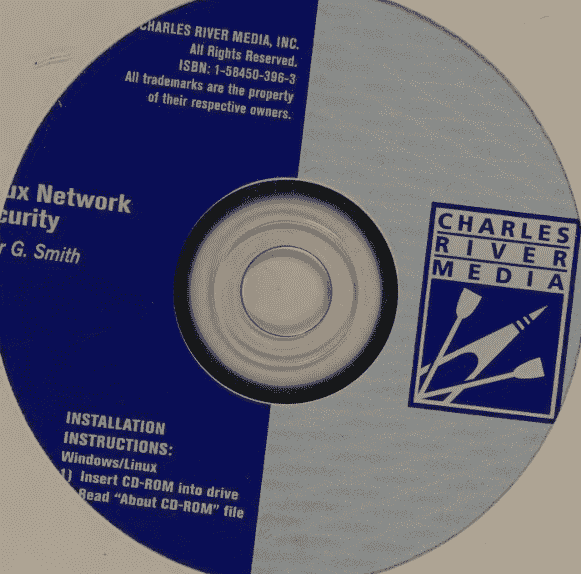 CHARLES RIVER MEDIA, INC.
All Rights Reserved.
ISBN: 1-58450-396-3
All trademarks are the property
of their respective owners.
ux Network
curity
r G. Smith
CHARLES
RIVER
MEDIA
INSTALLATION
INSTRUCTIONS:
Windows/Linux
1) Insert CD-ROM into drive
Read “About CD-ROM” file